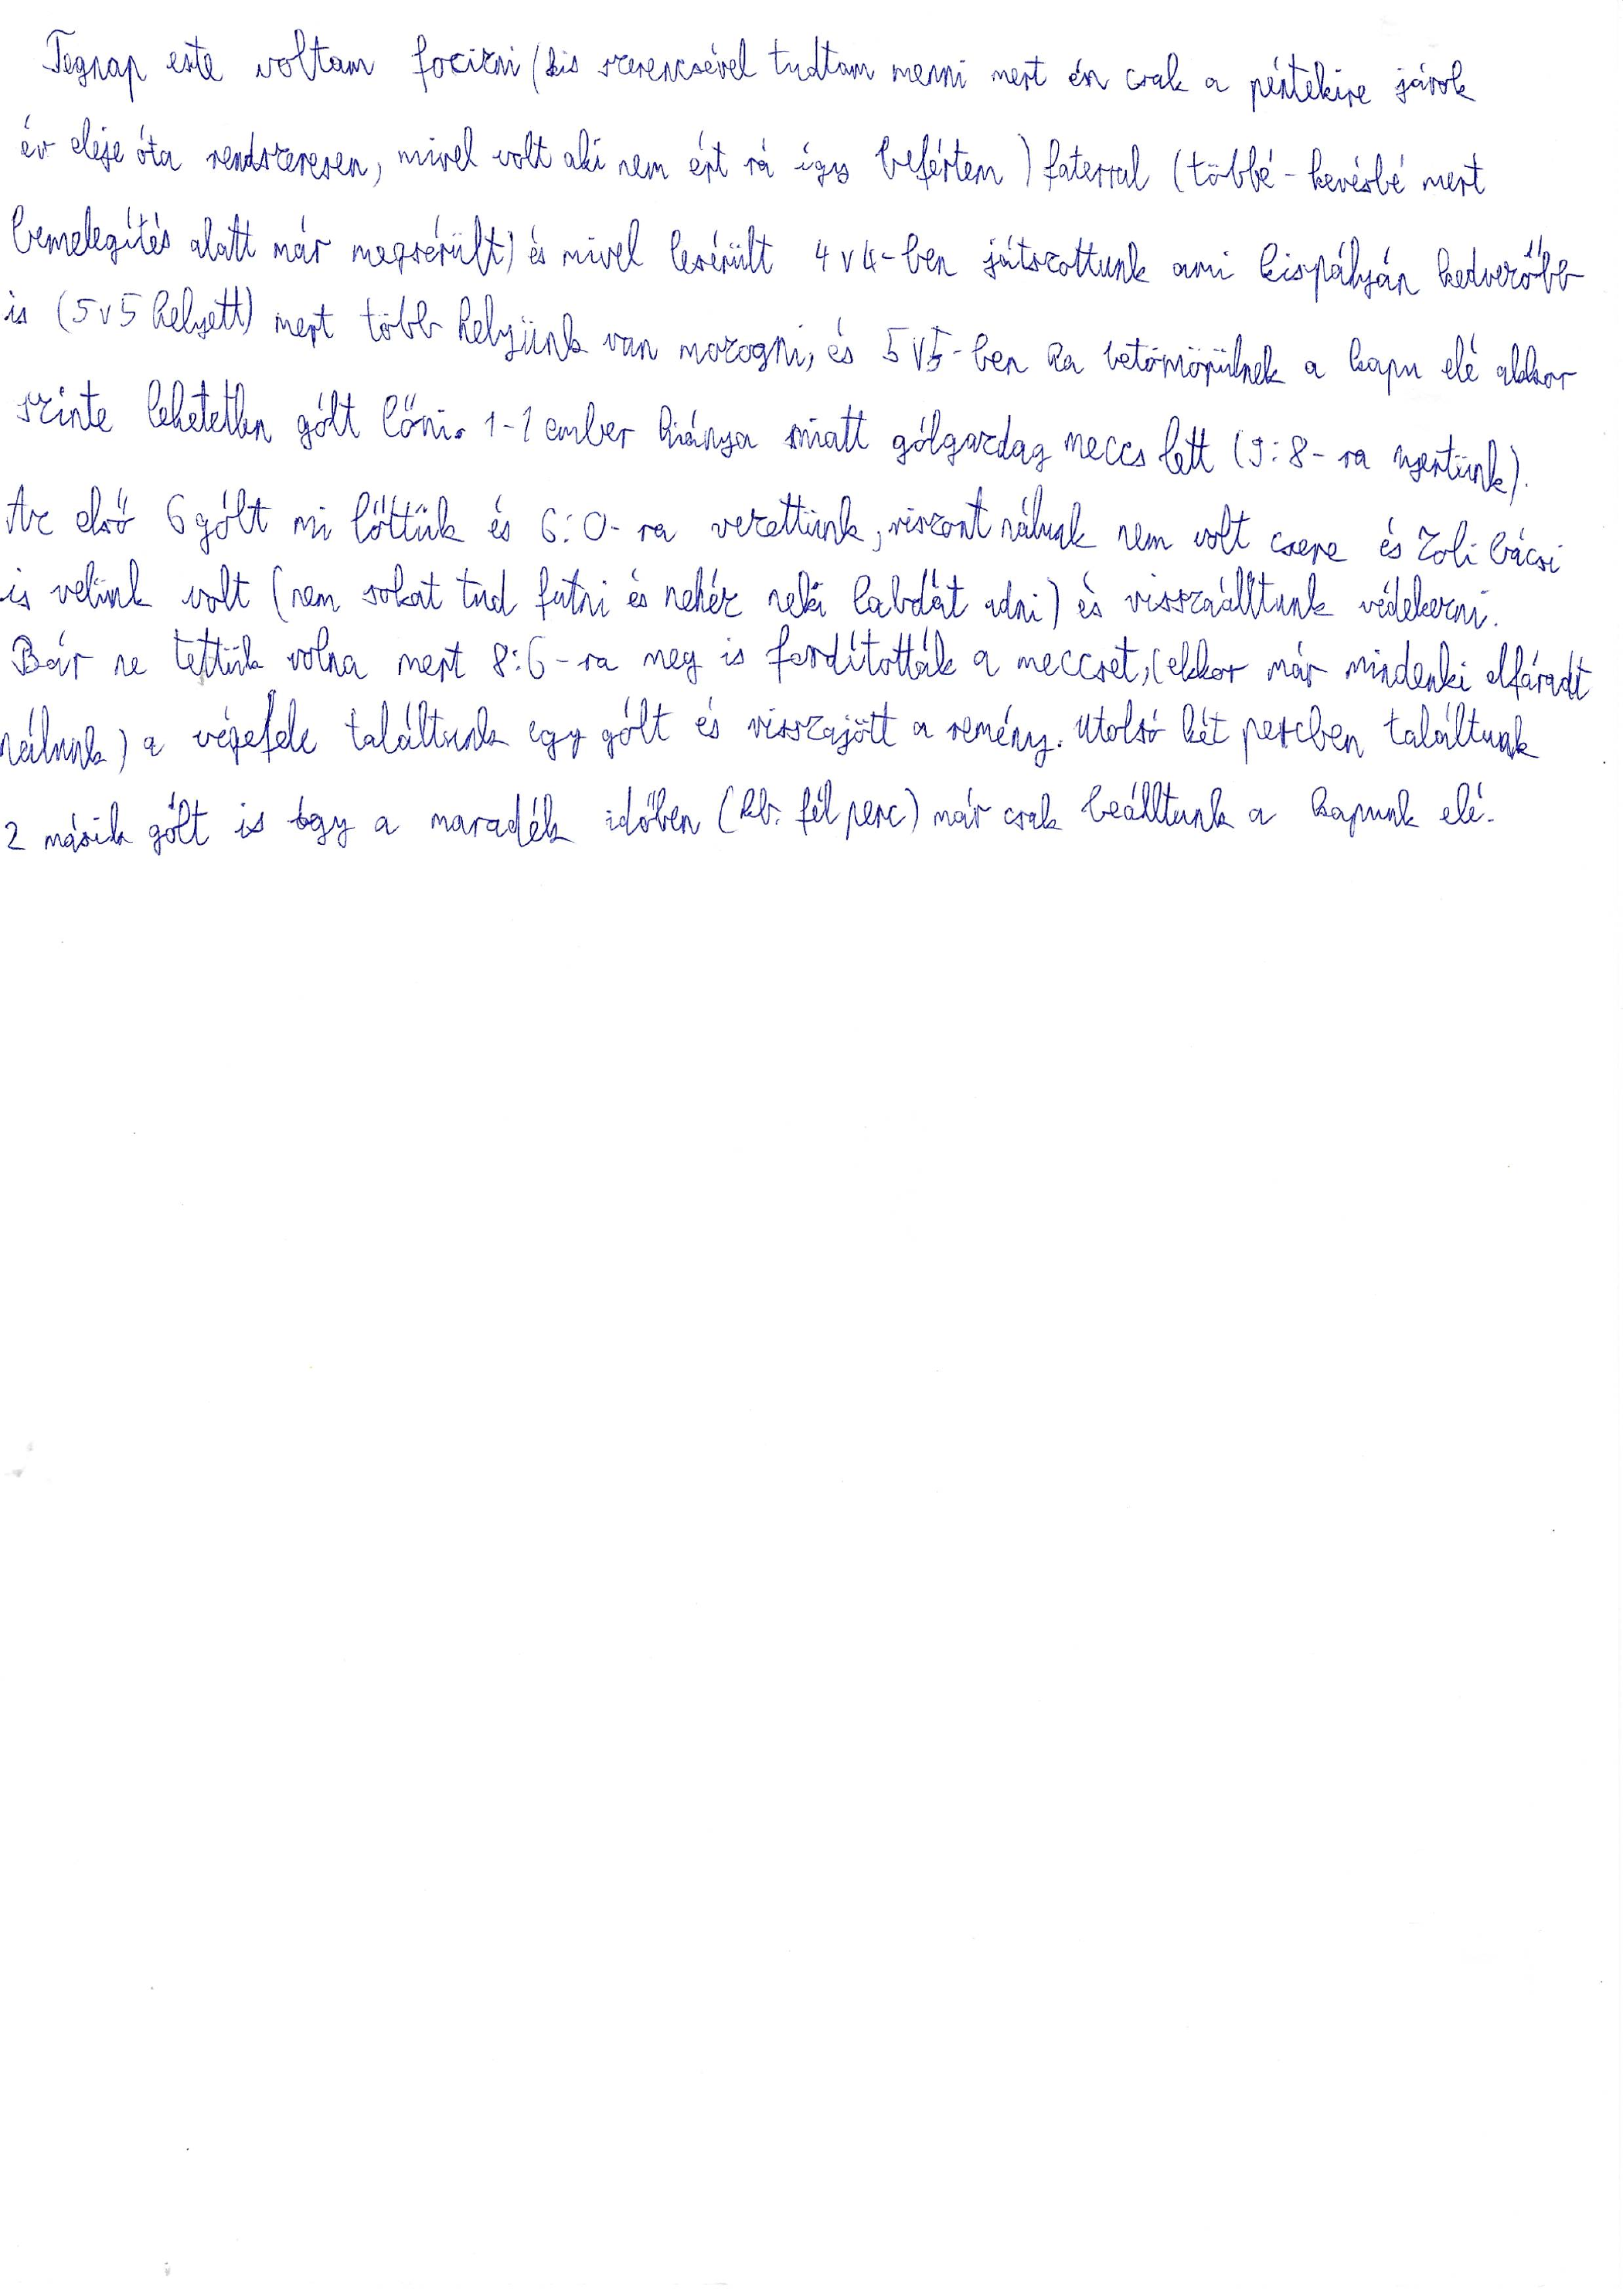 Tegnap este voltam focizni (kis szerencsével tudtam menni mert én csak a péntekire járok
év eleje óta rendszeresen, mivel volt aki nem ért rá így befértem) faterral (többé-kevésbé mert
bemelegítés alatt már megsérült) és mivel lesérült 4v4-ben játszottunk ami kispályán kedvezőbb
is (5v5 helyett) mert több helyünk van mozogni, és 5v5-ben ha betömörülnek a kapu elé akkor
szinte lehetetlen gólt lőni. 1-1 ember hiánya miatt gólgazdag meccs lett (9:8-ra nyertünk).
Az első 6 gólt mi lőttük és 6:0-ra vezettünk, viszont nálunk nem volt csere és Zoli bácsi
is velünk volt (nem sokat tud futni és nehéz neki labdát adni) és visszaálltunk védekezni.
Bár ne tettük volna mert 8:6-ra meg is fordították a meccset, (ekkor már mindenki elfáradt
nálunk) a végefele találtunk egy gólt és visszajött a remény. Utolsó két percben találtunk
2 másik gólt is így a maradék időben (kb. fél perc) már csak beálltunk a kapunk elé.